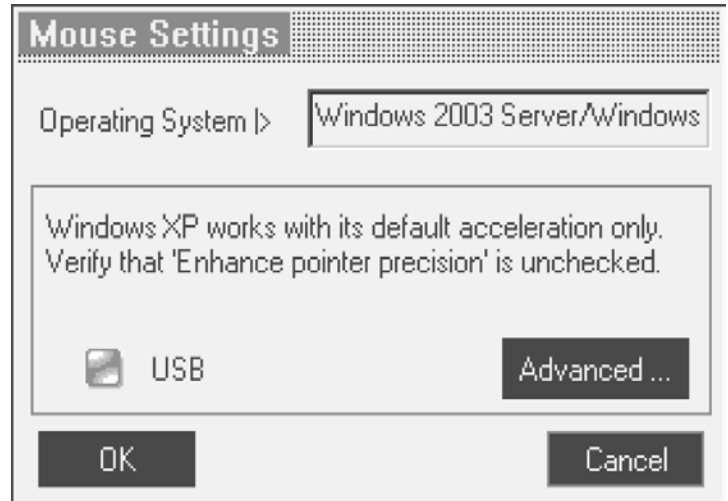 Mouse Settings
Operating System |> Windows 2003 Server/Windows
Windows XP works with its default acceleration only.
Verify that 'Enhance pointer precision' is unchecked.
USB Advanced ...
OK Cancel